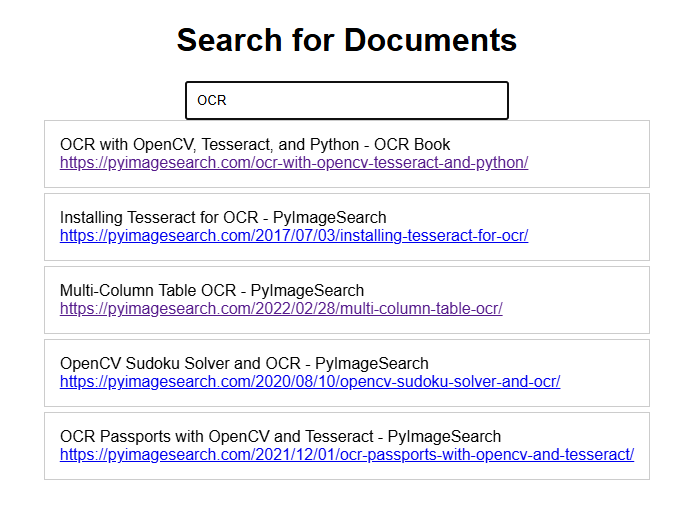 Search for Documents
OCR
OCR with OpenCV, Tesseract, and Python - OCR Book
https://pyimagesearch.com/ocr-with-opencv-tesseract-and-python/
Installing Tesseract for OCR - PyImageSearch
https://pyimagesearch.com/2017/07/03/installing-tesseract-for-ocr/
Multi-Column Table OCR - PyImageSearch
https://pyimagesearch.com/2022/02/28/multi-column-table-ocr/
OpenCV Sudoku Solver and OCR - PyImageSearch
https://pyimagesearch.com/2020/08/10/opencv-sudoku-solver-and-ocr/
OCR Passports with OpenCV and Tesseract - PyImageSearch
https://pyimagesearch.com/2021/12/01/ocr-passports-with-opencv-and-tesseract/